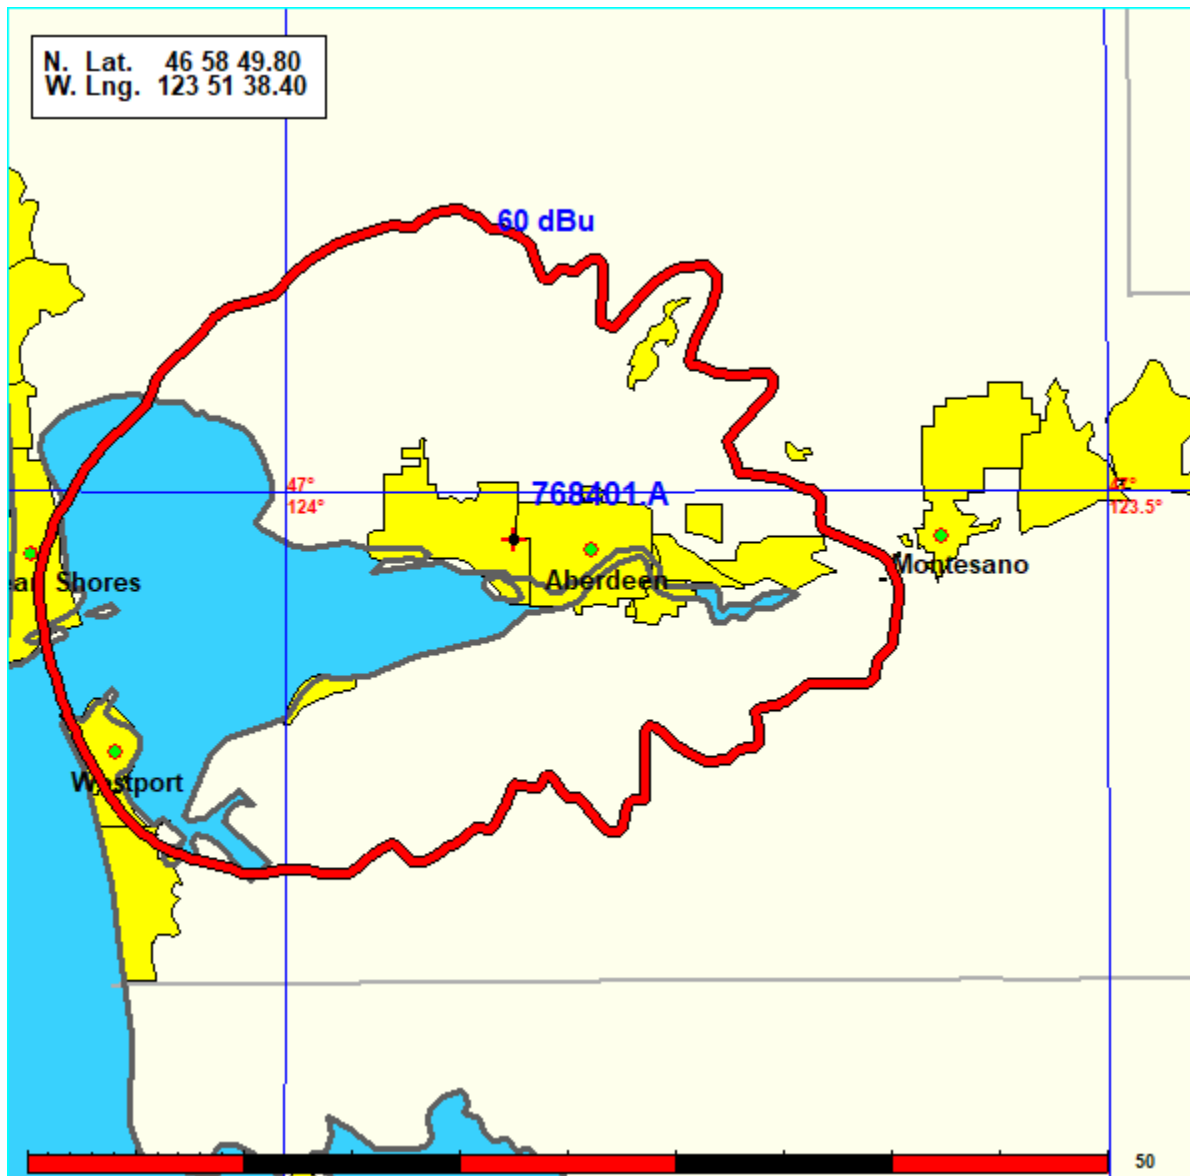 N. Lat. 46 58 49.80
W. Lng. 123 51 38.40
60 dBu
47°
124°
768401.A
123.5°
Shores
Aberdeen
Montesano
Westport
50